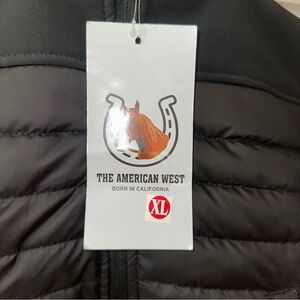 THE AMERICAN WEST
BORN IN CALIFORNIA
XL